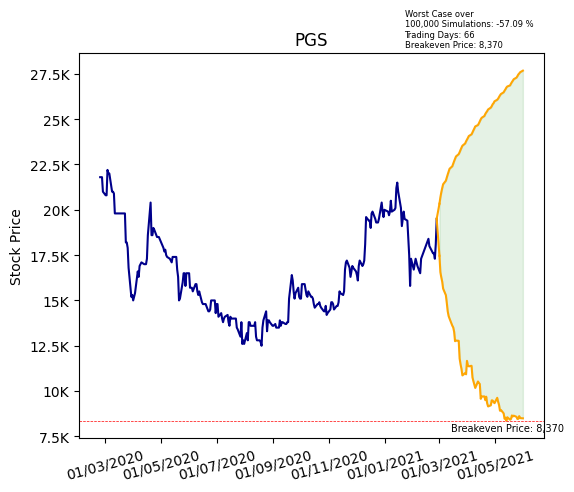 Worst Case over
100,000 Simulations: -57.09 %
Trading Days: 66
Breakeven Price: 8,370
PGS
Stock Price
27.5K
25K
22.5K
20K
17.5K
15K
12.5K
10K
7.5K
Breakeven Price: 8,370
01/03/2020 01/05/2020 01/07/2020 01/09/2020 01/11/2020 01/01/2021 01/03/2021 01/05/2021